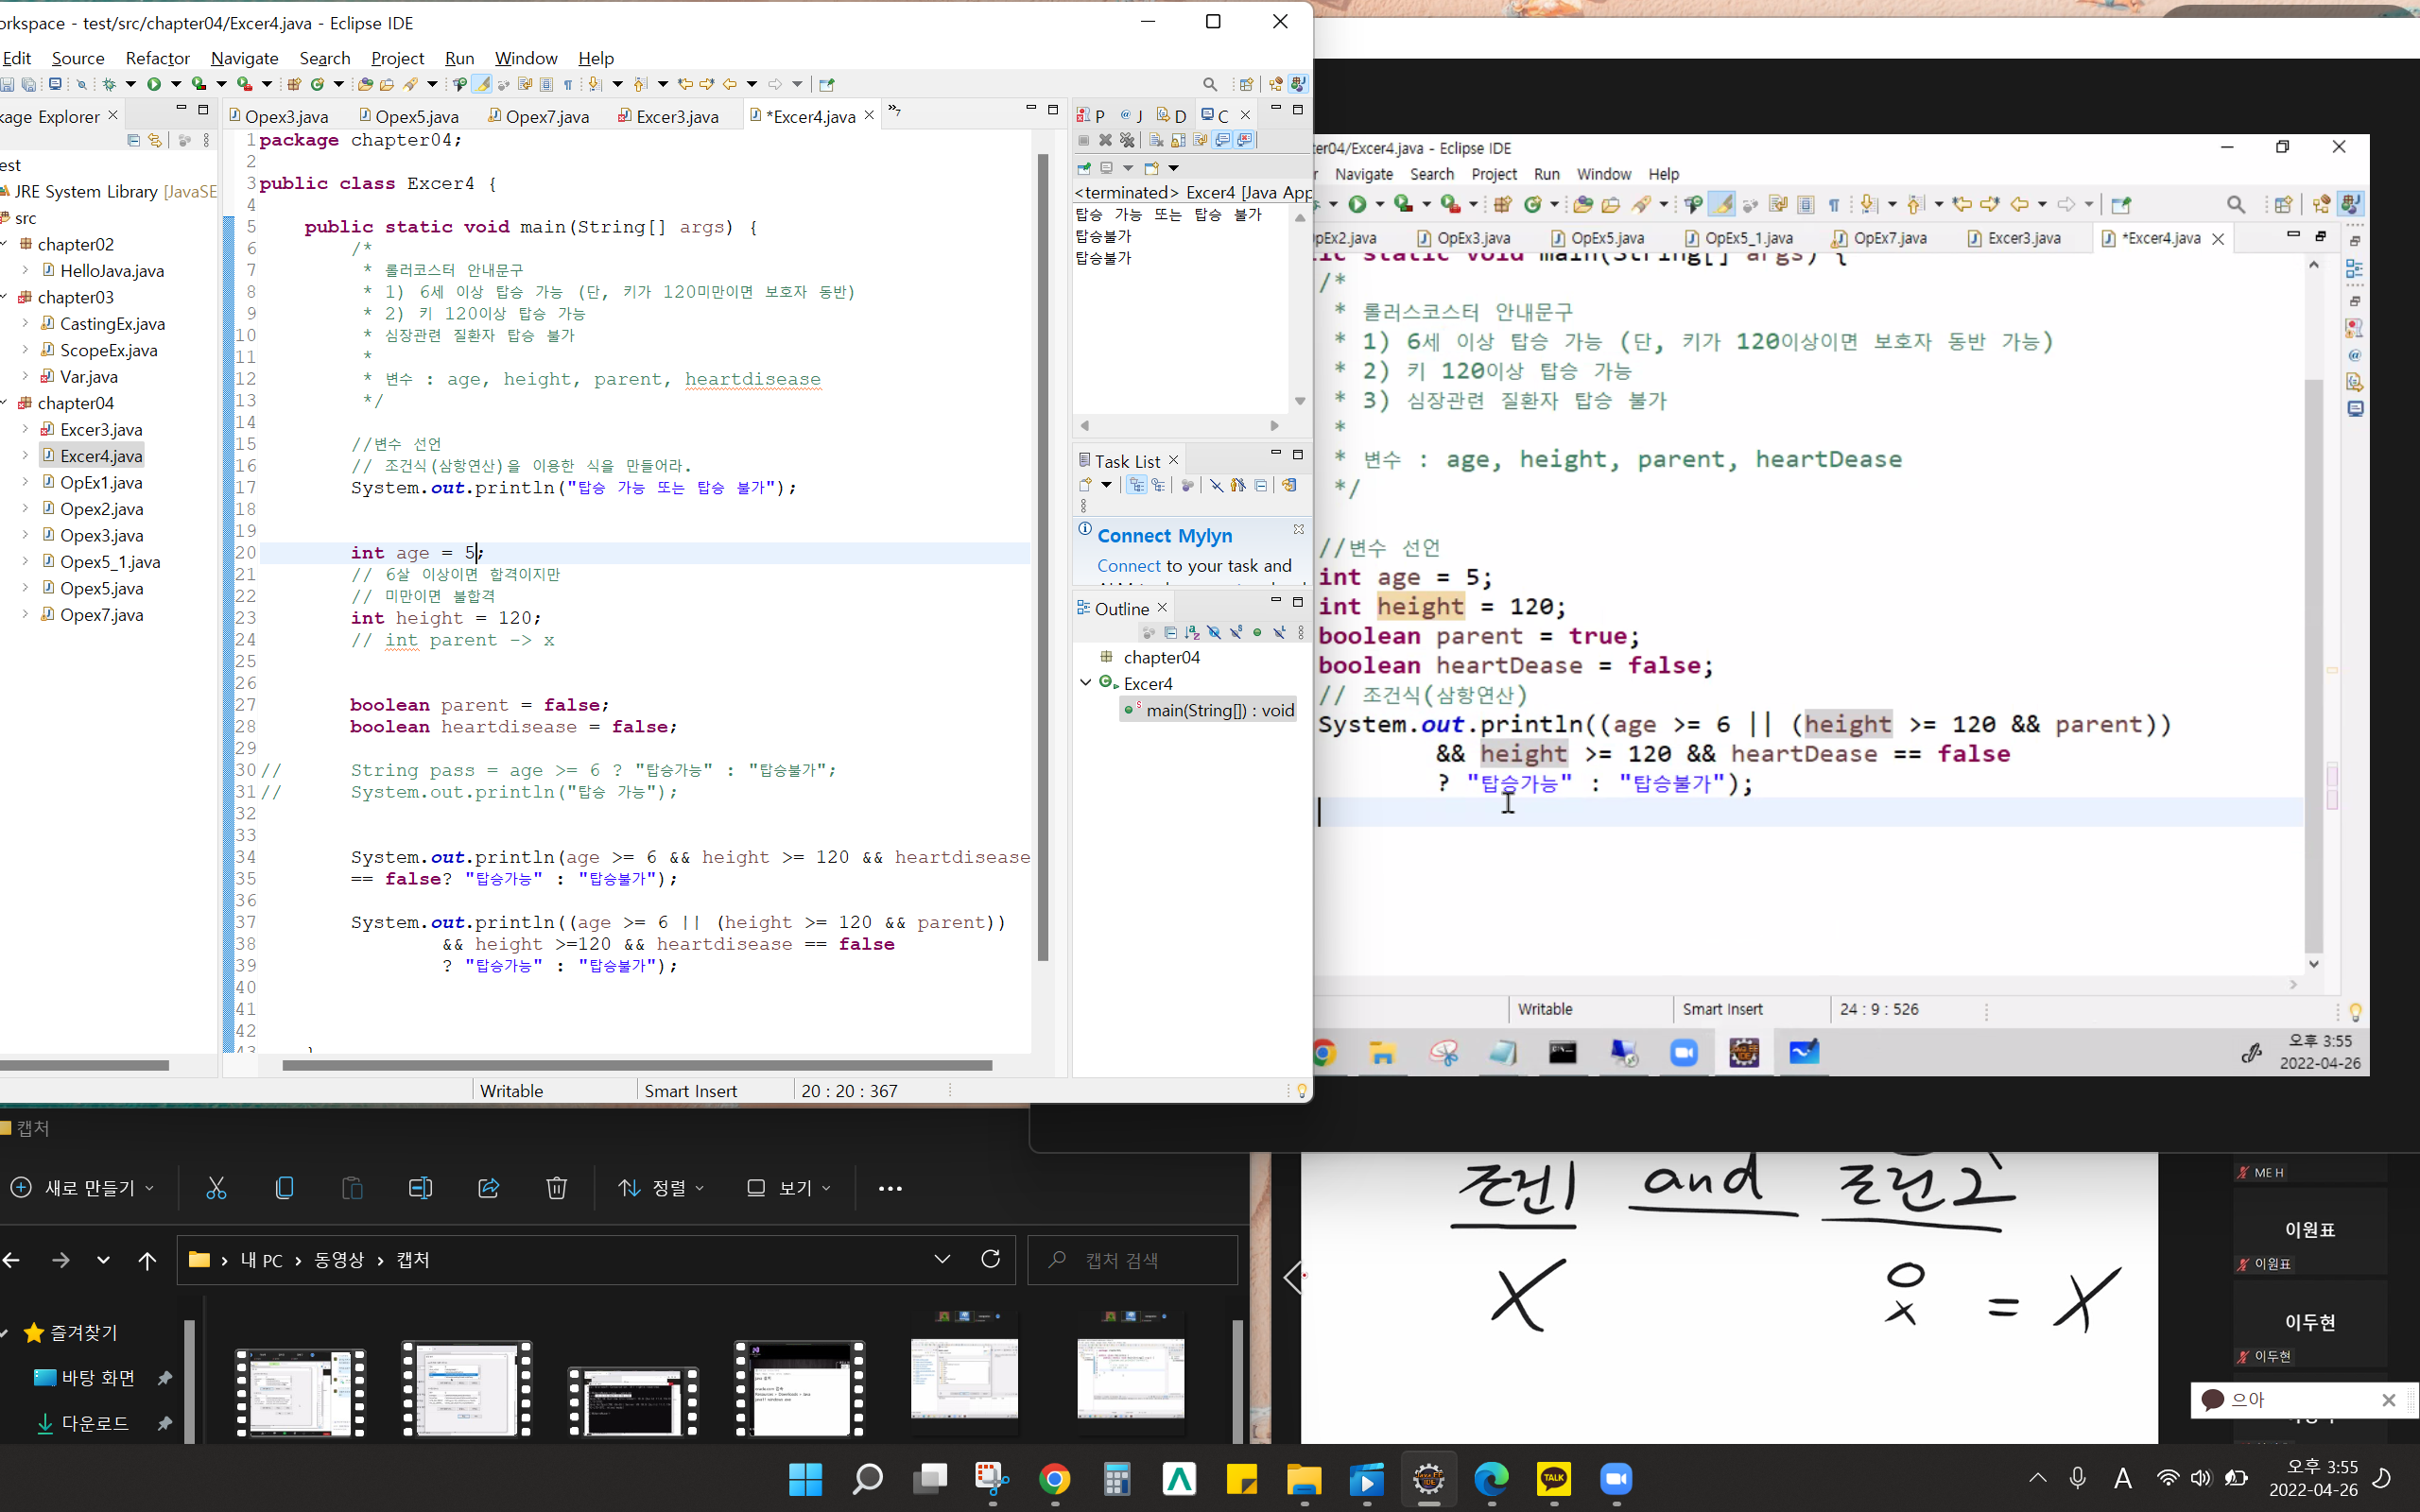 orkspace - test/src/chapter04/Excer4.java - Eclipse IDE
Edit Source Refactor Navigate Search Project Run Window Help
kage Explorer
est
JRE System Library [JavaSE
src
chapter02
HelloJava.java
chapter03
CastingEx.java
ScopeEx.java
Var.java
chapter04
Excer3.java
Excer4.java
OpEx1.java
Opex2.java
Opex3.java
Opex5_1.java
Opex5.java
Opex7.java
Opex3.java Opex5.java Opex7.java Excer3.java *Excer4.java »7
1 package chapter04;
2
3 public class Excer4 {
4
5 public static void main(String[] args) {
6 /*
7 * 롤러코스터 안내문구
8 * 1) 6세 이상 탑승 가능 (단, 키가 120미만이면 보호자 동반)
9 * 2) 키 120이상 탑승 가능
10 * 심장관련 질환자 탑승 불가
11 *
12 * 변수 : age, height, parent, heartdisease
13 */
14
15 //변수 선언
16 // 조건식(삼항연산)을 이용한 식을 만들어라.
17 System.out.println("탑승 가능 또는 탑승 불가");
18
19
20 int age = 5;
21 // 6살 이상이면 합격이지만
22 // 미만이면 불합격
23 int height = 120;
24 // int parent -> x
25
26
27 boolean parent = false;
28 boolean heartdisease = false;
29
30 // String pass = age >= 6 ? "탑승가능" : "탑승불가";
31 // System.out.println("탑승 가능");
32
33
34 System.out.println(age >= 6 && height >= 120 && heartdisease
35 == false? "탑승가능" : "탑승불가");
36
37 System.out.println((age >= 6 || (height >= 120 && parent))
38 && height >=120 && heartdisease == false
39 ? "탑승가능" : "탑승불가");
40
41
42
43 }
Writable Smart Insert 20 : 20 : 367
P J D C
<terminated> Excer4 [Java App
탑승 가능 또는 탑승 불가
탑승불가
탑승불가
Task List
Connect Mylyn
Connect to your task and
Outline
chapter04
Excer4
main(String[]) : void
ter04/Excer4.java - Eclipse IDE
r Navigate Search Project Run Window Help
pEx2.java OpEx3.java OpEx5.java OpEx5_1.java OpEx7.java Excer3.java *Excer4.java
lic static void main(String[] args) {
/*
* 롤러스코스터 안내문구
* 1) 6세 이상 탑승 가능 (단, 키가 120이상이면 보호자 동반 가능)
* 2) 키 120이상 탑승 가능
* 3) 심장관련 질환자 탑승 불가
*
* 변수 : age, height, parent, heartDease
*/
//변수 선언
int age = 5;
int height = 120;
boolean parent = true;
boolean heartDease = false;
// 조건식(삼항연산)
System.out.println((age >= 6 || (height >= 120 && parent))
&& height >= 120 && heartDease == false
? "탑승가능" : "탑승불가");
Writable Smart Insert 24 : 9 : 526
오후 3:55
2022-04-26
캡처
새로 만들기 정렬 보기
내 PC › 동영상 › 캡처
캡처 검색
즐겨찾기
바탕 화면
다운로드
조건1 and 조건2
X O
x = X
ME H
이원표
이원표
이두현
이두현
으아
TALK
A
오후 3:55
2022-04-26